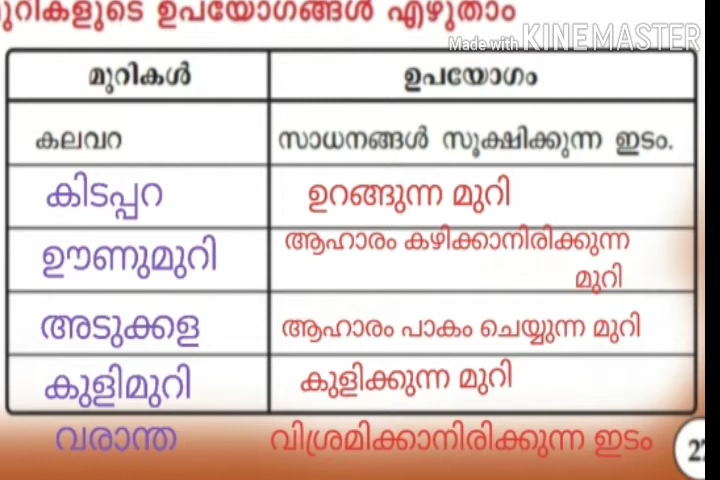 മുറികളുടെ ഉപയോഗങ്ങൾ എഴുതാം
Made with KINEMASTER
മുറികൾ ഉപയോഗം
കലവറ സാധനങ്ങൾ സൂക്ഷിക്കുന്ന ഇടം.
കിടപ്പറ ഉറങ്ങുന്ന മുറി
ഊണുമുറി ആഹാരം കഴിക്കാനിരിക്കുന്ന
മുറി
അടുക്കള ആഹാരം പാകം ചെയ്യുന്ന മുറി
കുളിമുറി കുളിക്കുന്ന മുറി
വരാന്ത വിശ്രമിക്കാനിരിക്കുന്ന ഇടം